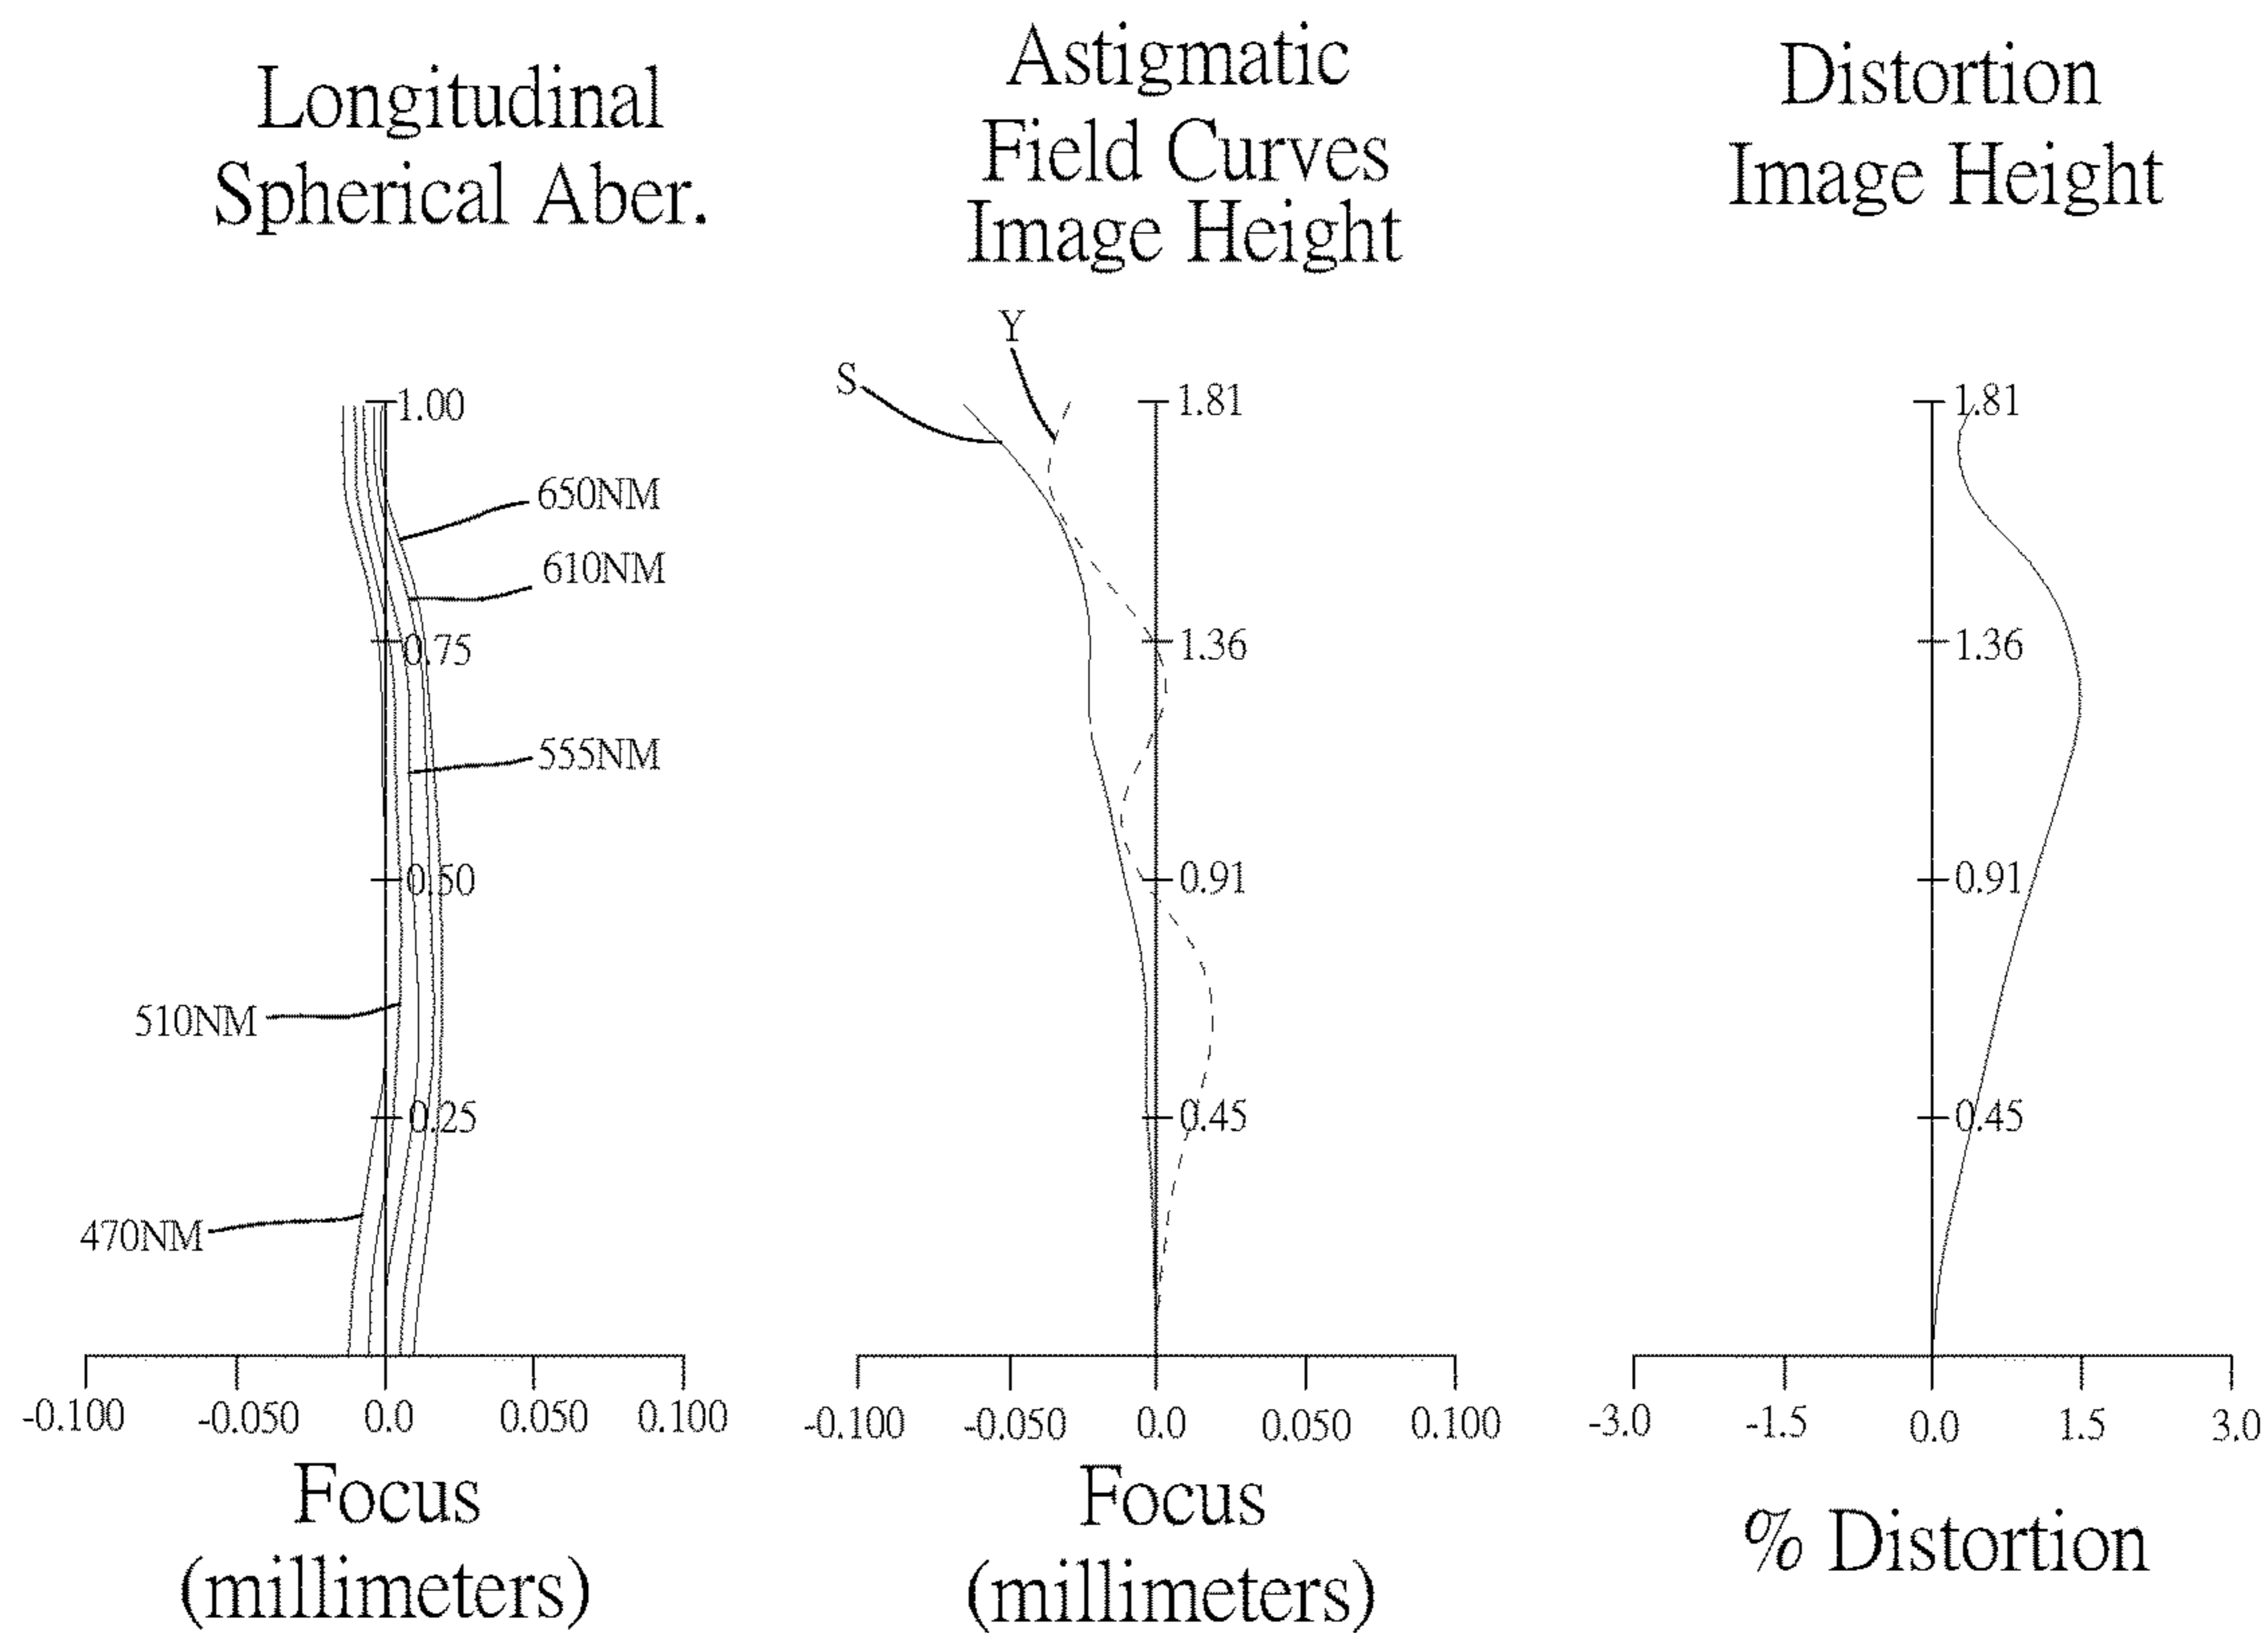 Longitudinal
Spherical Aber.
1.00
650NM
610NM
0.75
555NM
0.50
510NM
0.25
470NM
-0.100 -0.050 0.0 0.050 0.100
Focus
(millimeters)
Astigmatic
Field Curves
Image Height
Y
S
1.81
1.36
0.91
0.45
-0.100 -0.050 0.0 0.050 0.100
Focus
(millimeters)
Distortion
Image Height
1.81
1.36
0.91
0.45
-3.0 -1.5 0.0 1.5 3.0
% Distortion